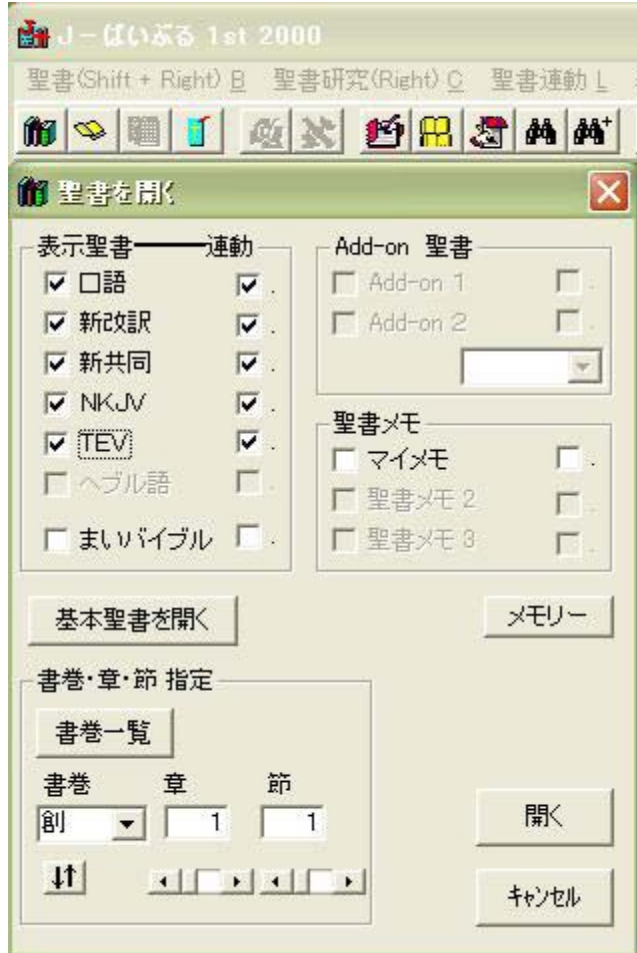 J－ばいぶる 1st 2000
聖書(Shift + Right) B 聖書研究(Right) C 聖書連動 L
聖書を開く
表示聖書 連動
口語 .
新改訳 .
新共同 .
NKJV .
TEV .
ヘブル語 .
まいバイブル .
Add-on 聖書
Add-on 1 .
Add-on 2 .
聖書メモ
マイメモ .
聖書メモ 2 .
聖書メモ 3 .
基本聖書を開く
メモリー
書巻・章・節 指定
書巻一覧
書巻 章 節
創 1 1
開く
キャンセル